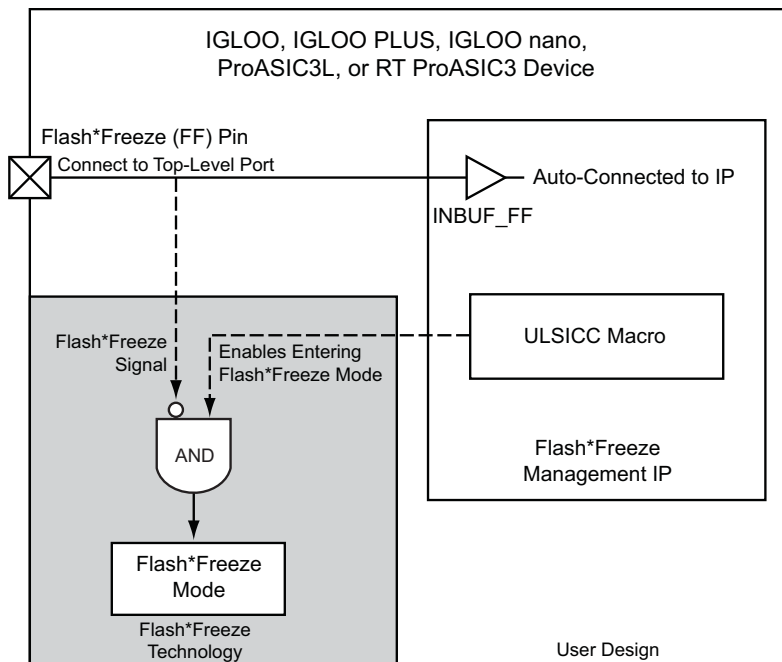 IGLOO, IGLOO PLUS, IGLOO nano,
ProASIC3L, or RT ProASIC3 Device
Flash*Freeze (FF) Pin
Connect to Top-Level Port
Auto-Connected to IP
INBUF_FF
ULSICC Macro
Flash*Freeze
Signal
Enables Entering
Flash*Freeze Mode
AND
Flash*Freeze
Management IP
Flash*Freeze
Mode
Flash*Freeze
Technology
User Design